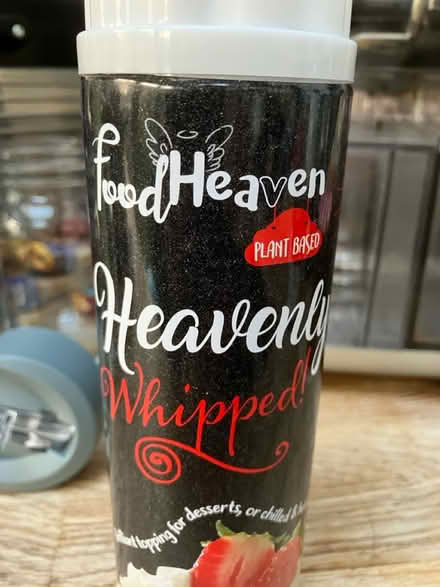 FoodHeaven
PLANT BASED
Heavenly
Whipped!
topping for desserts, or chilled &